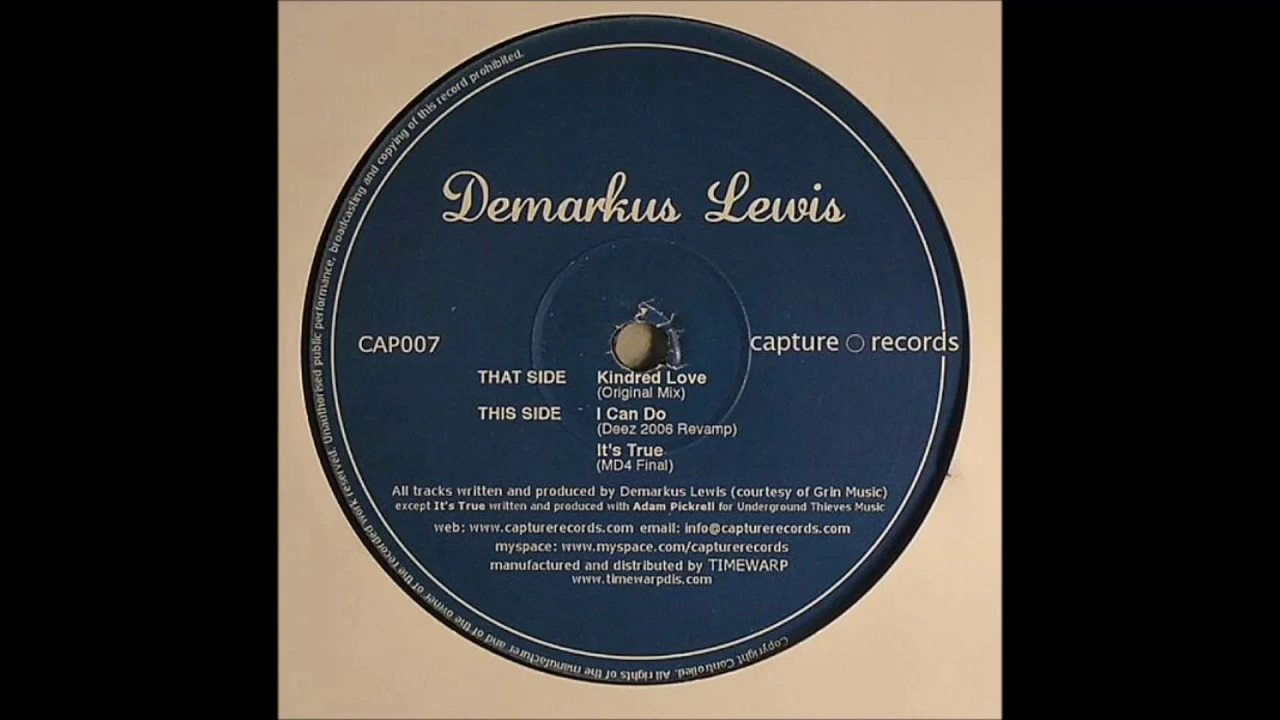 Demarkus Lewis
CAP007
capture records
THAT SIDE Kindred Love
(Original Mix)
THIS SIDE I Can Do
(Deez 2006 Revamp)
It's True
(MD4 Final)
All tracks written and produced by Demarkus Lewis (courtesy of Grin Music)
except It's True written and produced with Adam Pickrell for Underground Thieves Music
web: www.capturerecords.com email: info@capturerecords.com
myspace: www.myspace.com/capturerecords
manufactured and distributed by TIMEWARP
www.timewarpdis.com
Copyright Controlled. All rights of the manufacturer and of the owner of the recorded work reserved. Unauthorised public performance, broadcasting and copying of this record prohibited.